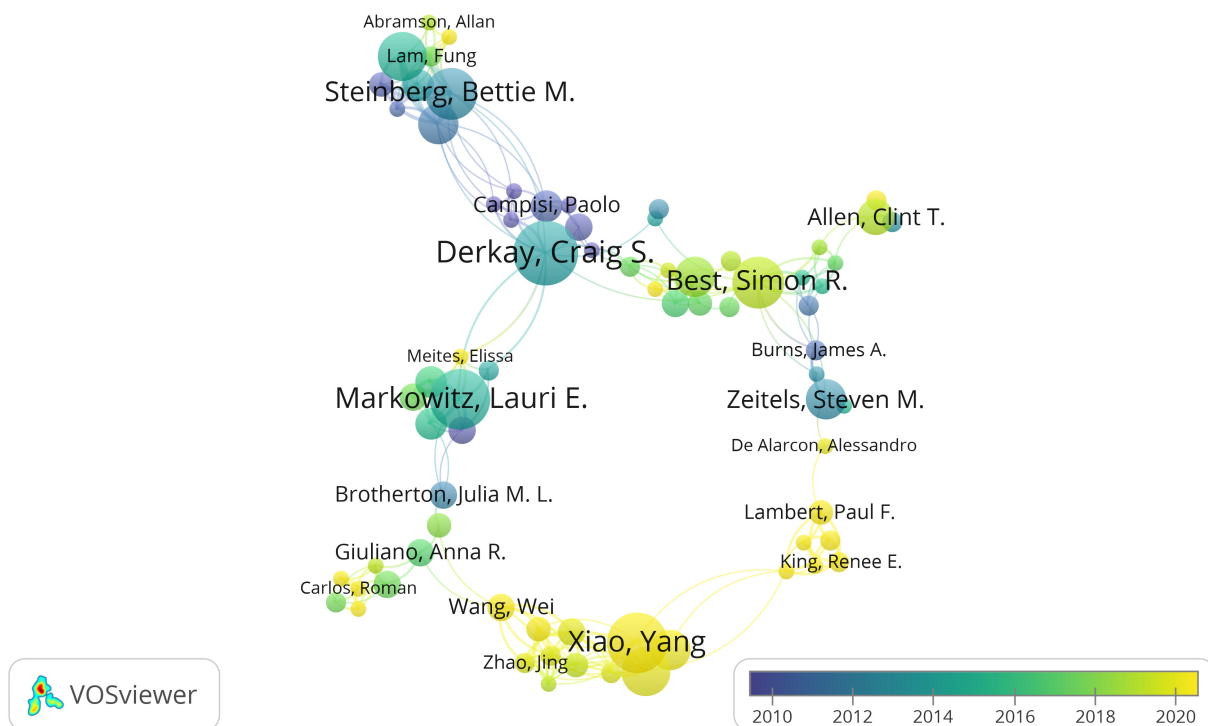 Abramson, Allan
Lam, Fung
Steinberg, Bettie M.
Campisi, Paolo
Allen, Clint T.
Derkay, Craig S.
Best, Simon R.
Burns, James A.
Meites, Elissa
Markowitz, Lauri E.
Zeitels, Steven M.
De Alarcon, Alessandro
Brotherton, Julia M. L.
Lambert, Paul F.
Giuliano, Anna R.
King, Renee E.
Carlos, Roman
Wang, Wei
Xiao, Yang
Zhao, Jing
VOSviewer
2010 2012 2014 2016 2018 2020